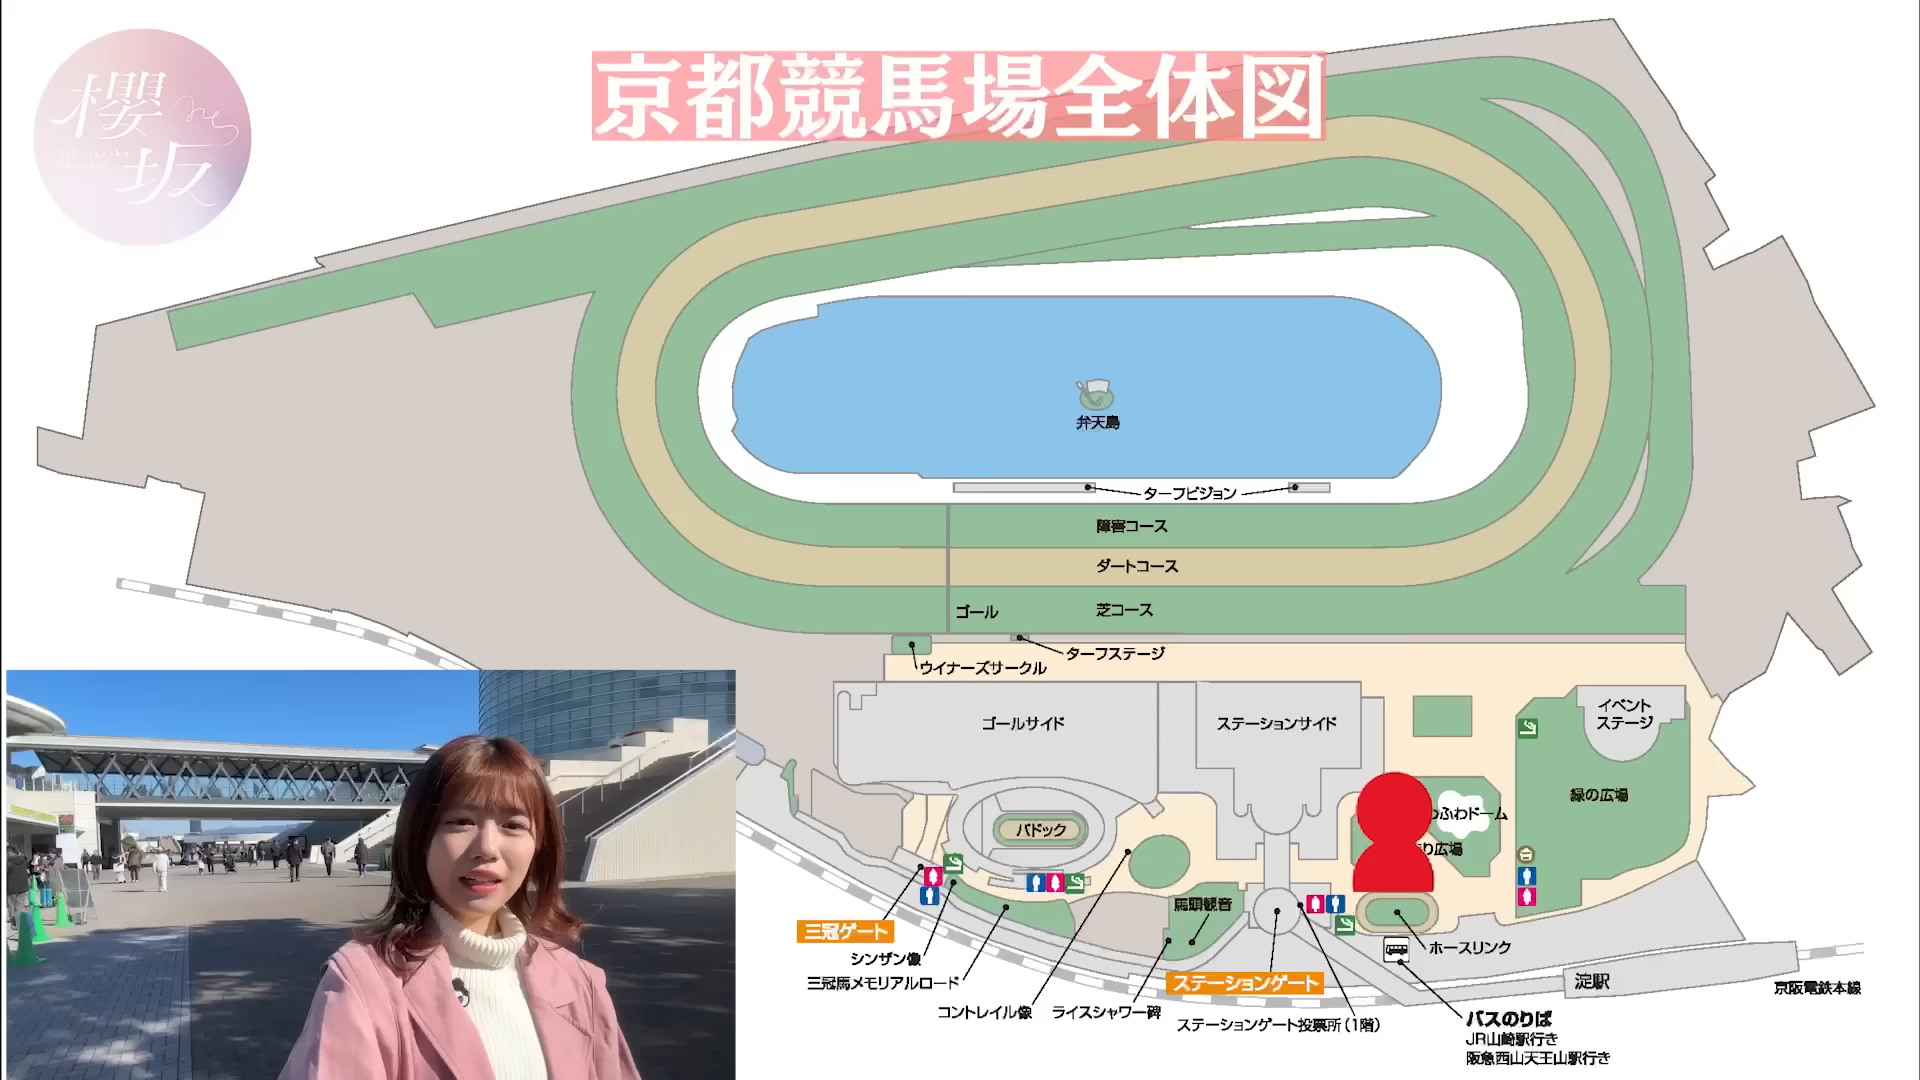 京都競馬場全体図
櫻
坂
弁天島
ターフビジョン
障害コース
ダートコース
ゴール
芝コース
ターフステージ
ウイナーズサークル
ゴールサイド
ステーションサイド
イベント
ステージ
緑の広場
ふわドーム
り広場
パドック
馬頭観音
三冠ゲート
シンザン像
三冠馬メモリアルロード
コントレイル像
ライスシャワー碑
ステーションゲート
ステーションゲート投票所(1階)
ホースリンク
淀駅
京阪電鉄本線
バスのりば
JR山崎駅行き
阪急西山天王山駅行き